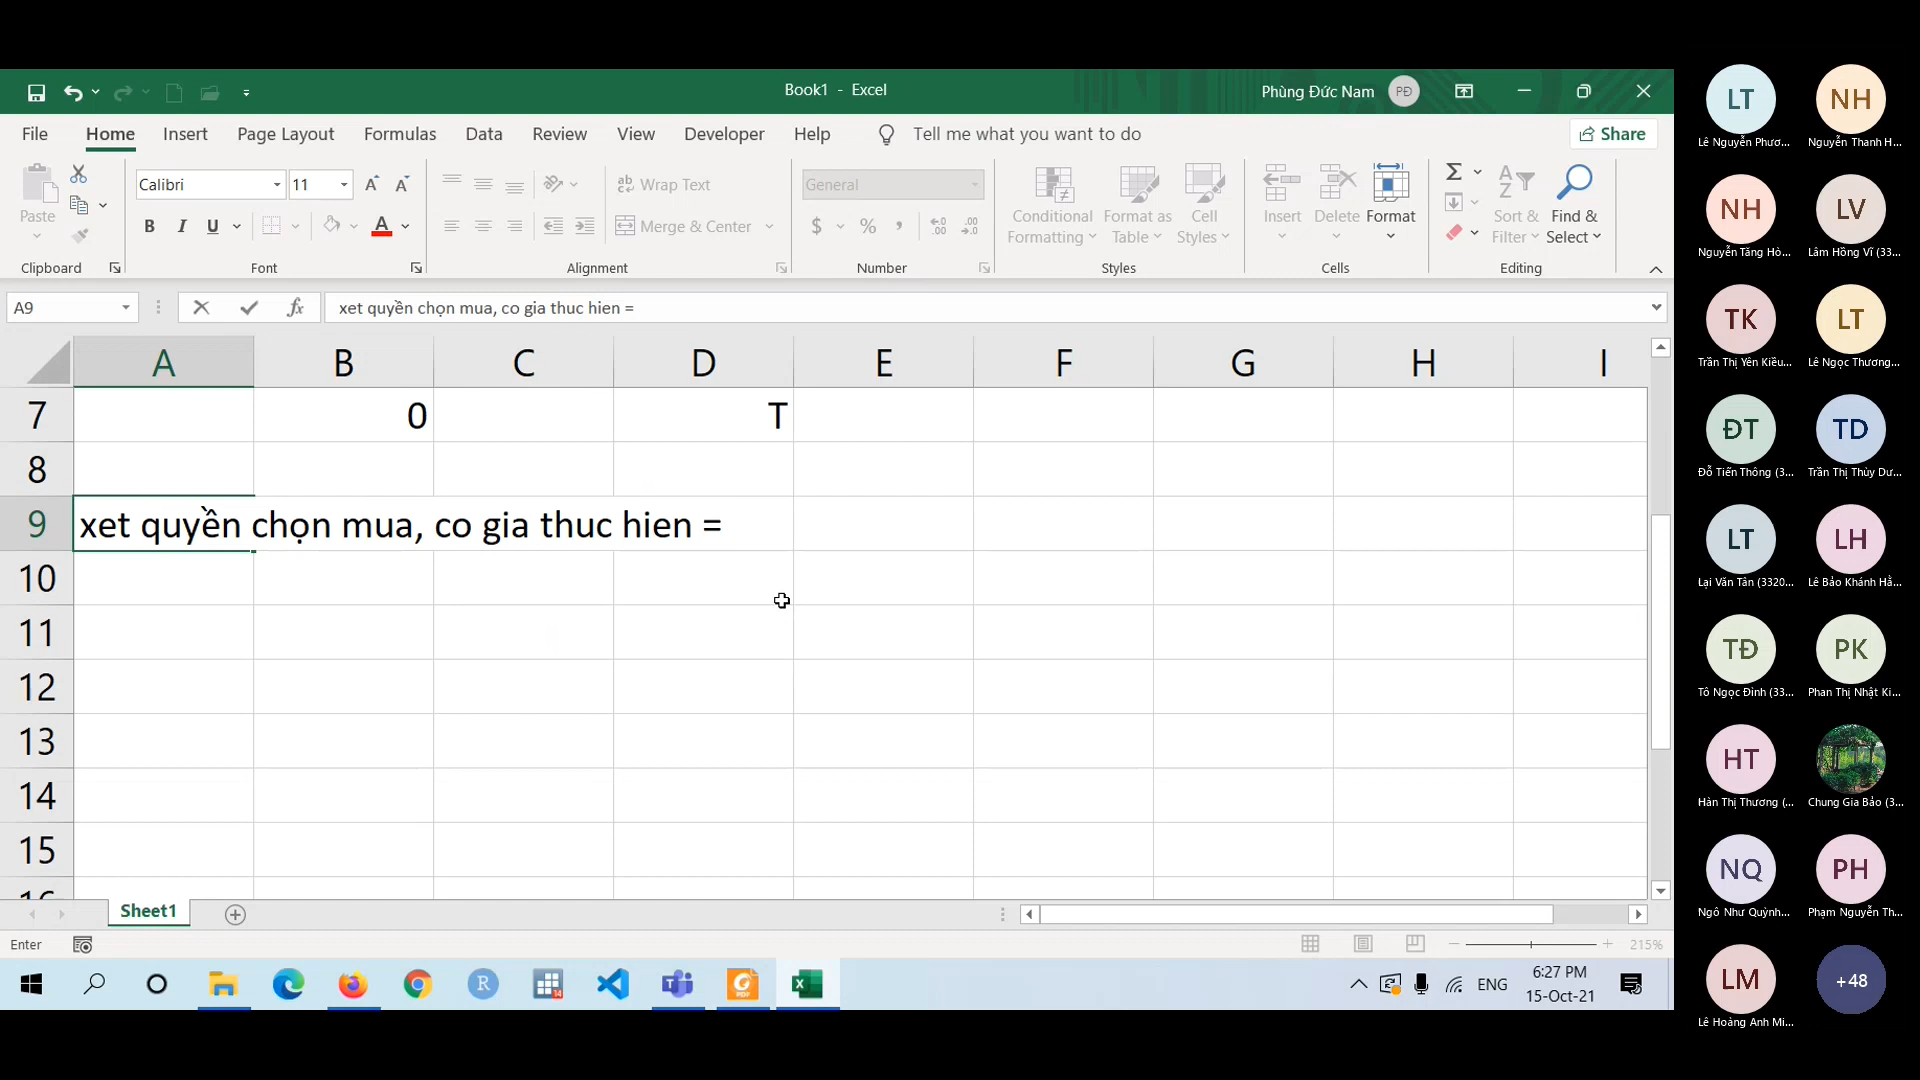 Book1 - Excel
Phùng Đức Nam
PĐ
File
Home
Insert
Page Layout
Formulas
Data
Review
View
Developer
Help
Tell me what you want to do
Share
Paste
Calibri
11
B
I
U
A
ab
Wrap Text
Merge & Center
General
$
%
Conditional
Formatting
Format as
Table
Cell
Styles
Insert
Delete
Format
Sort &
Filter
Find &
Select
Clipboard
Font
Alignment
Number
Styles
Cells
Editing
A9
fx
xet quyền chọn mua, co gia thuc hien =
A
B
C
D
E
F
G
H
I
7
0
T
8
9
xet quyền chọn mua, co gia thuc hien =
10
11
12
13
14
15
16
Sheet1
Enter
215%
ENG
6:27 PM
15-Oct-21
LT
Lê Nguyễn Phươ...
NH
Nguyễn Thanh H...
NH
Nguyễn Tăng Hò...
LV
Lâm Hồng Vĩ (33...
TK
Trần Thị Yên Kiều...
LT
Lê Ngọc Thương...
ĐT
Đỗ Tiến Thông (3...
TD
Trần Thị Thùy Dư...
LT
Lại Văn Tân (3320...
LH
Lê Bảo Khánh Hằ...
TĐ
Tô Ngọc Đình (33...
PK
Phan Thị Nhật Ki...
HT
Hàn Thị Thương (...
Chung Gia Bảo (3...
NQ
Ngô Như Quỳnh...
PH
Phạm Nguyễn Th...
LM
Lê Hoảng Anh Mi...
+48